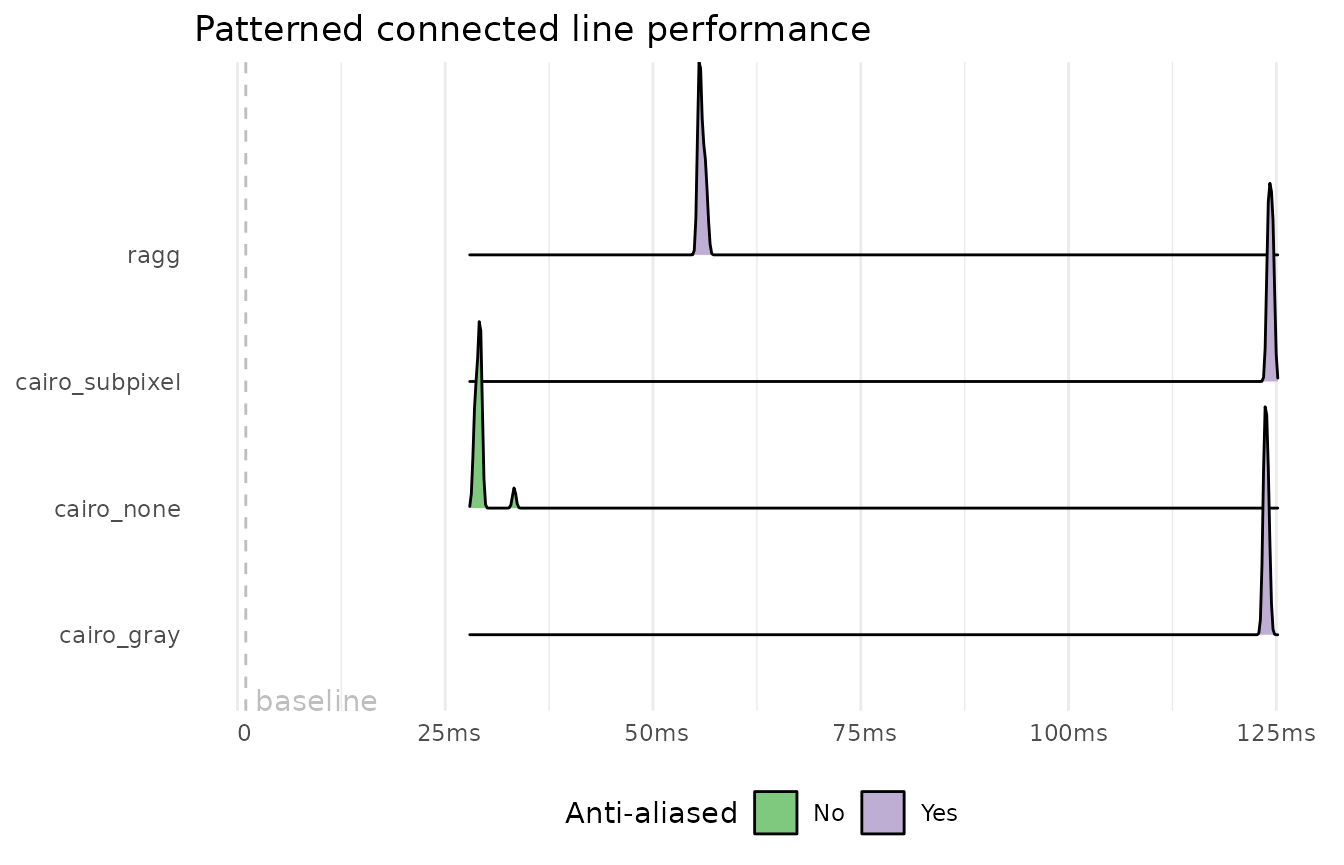 Patterned connected line performance
ragg
cairo_subpixel
cairo_none
cairo_gray
baseline
0 25ms 50ms 75ms 100ms 125ms
Anti-aliased No Yes